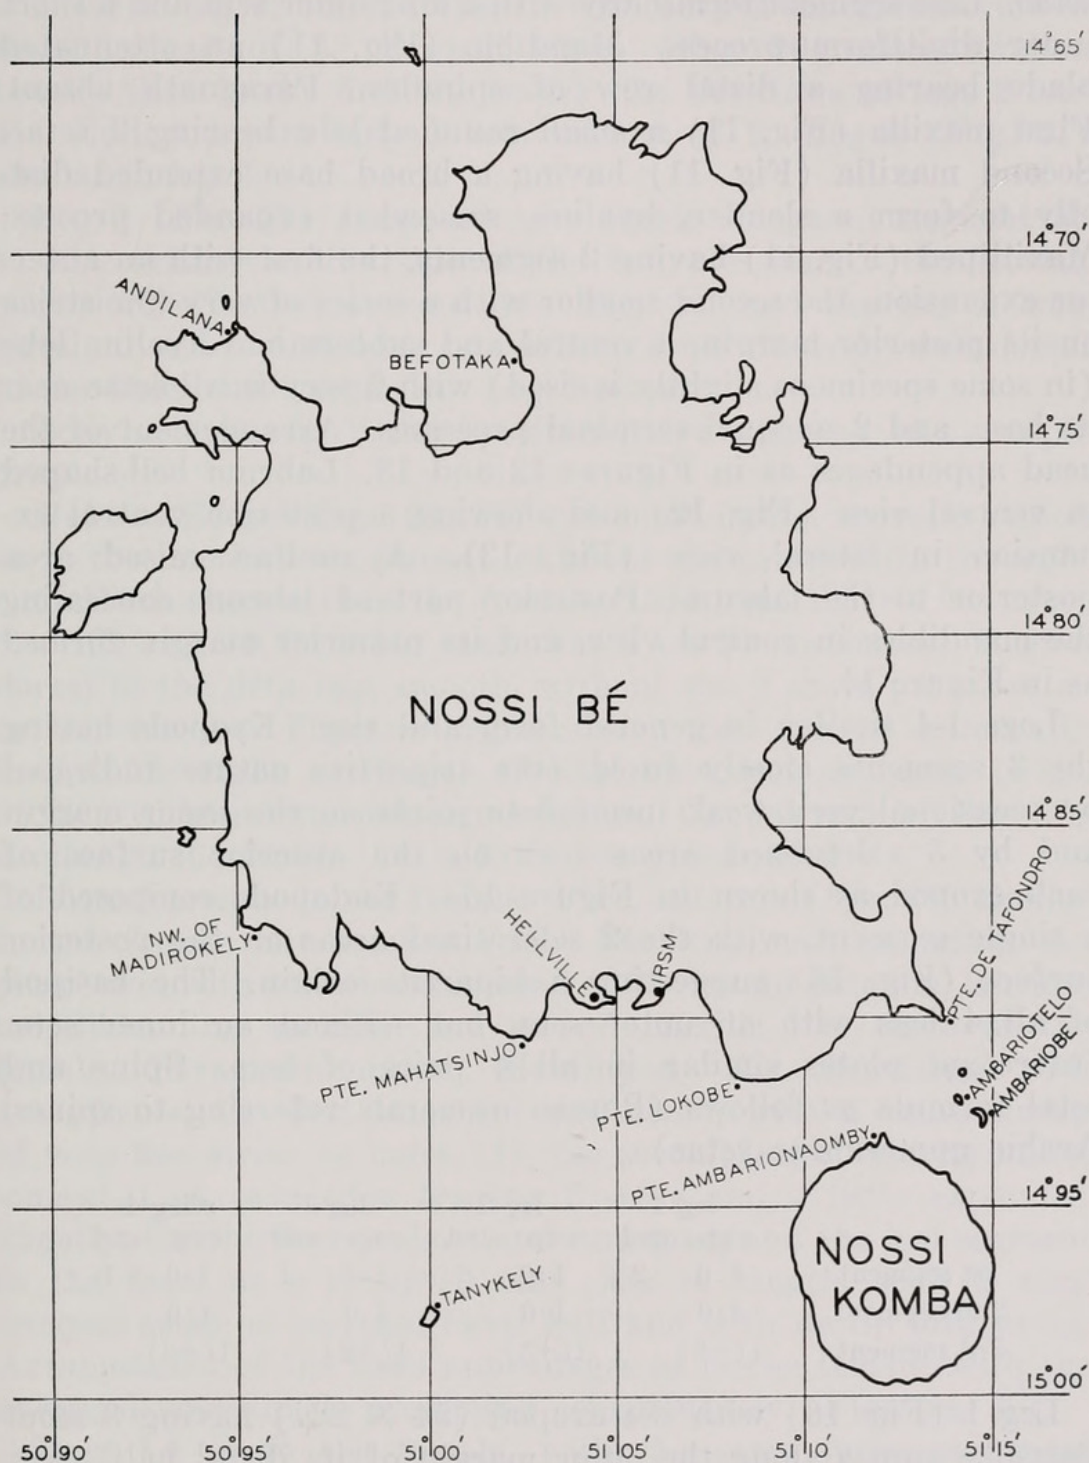 14°65'
14°70'
ANDILANA
BEFOTAKA
14°75'
14°80'
NOSSI BÉ
14°85'
NW. OF
MADIROKELY
HELLVILLE
ORSM
PTE. DE TAFONDRO
PTE. MAHATSINJO
AMBARIOTELO
AMBARIOBE
PTE. LOKOBE
PTE. AMBARIONAOMBY
14°95'
NOSSI
KOMBA
TANYKELY
15°00'
50°90'
50°95'
51°00'
51°05'
51°10'
51°15'